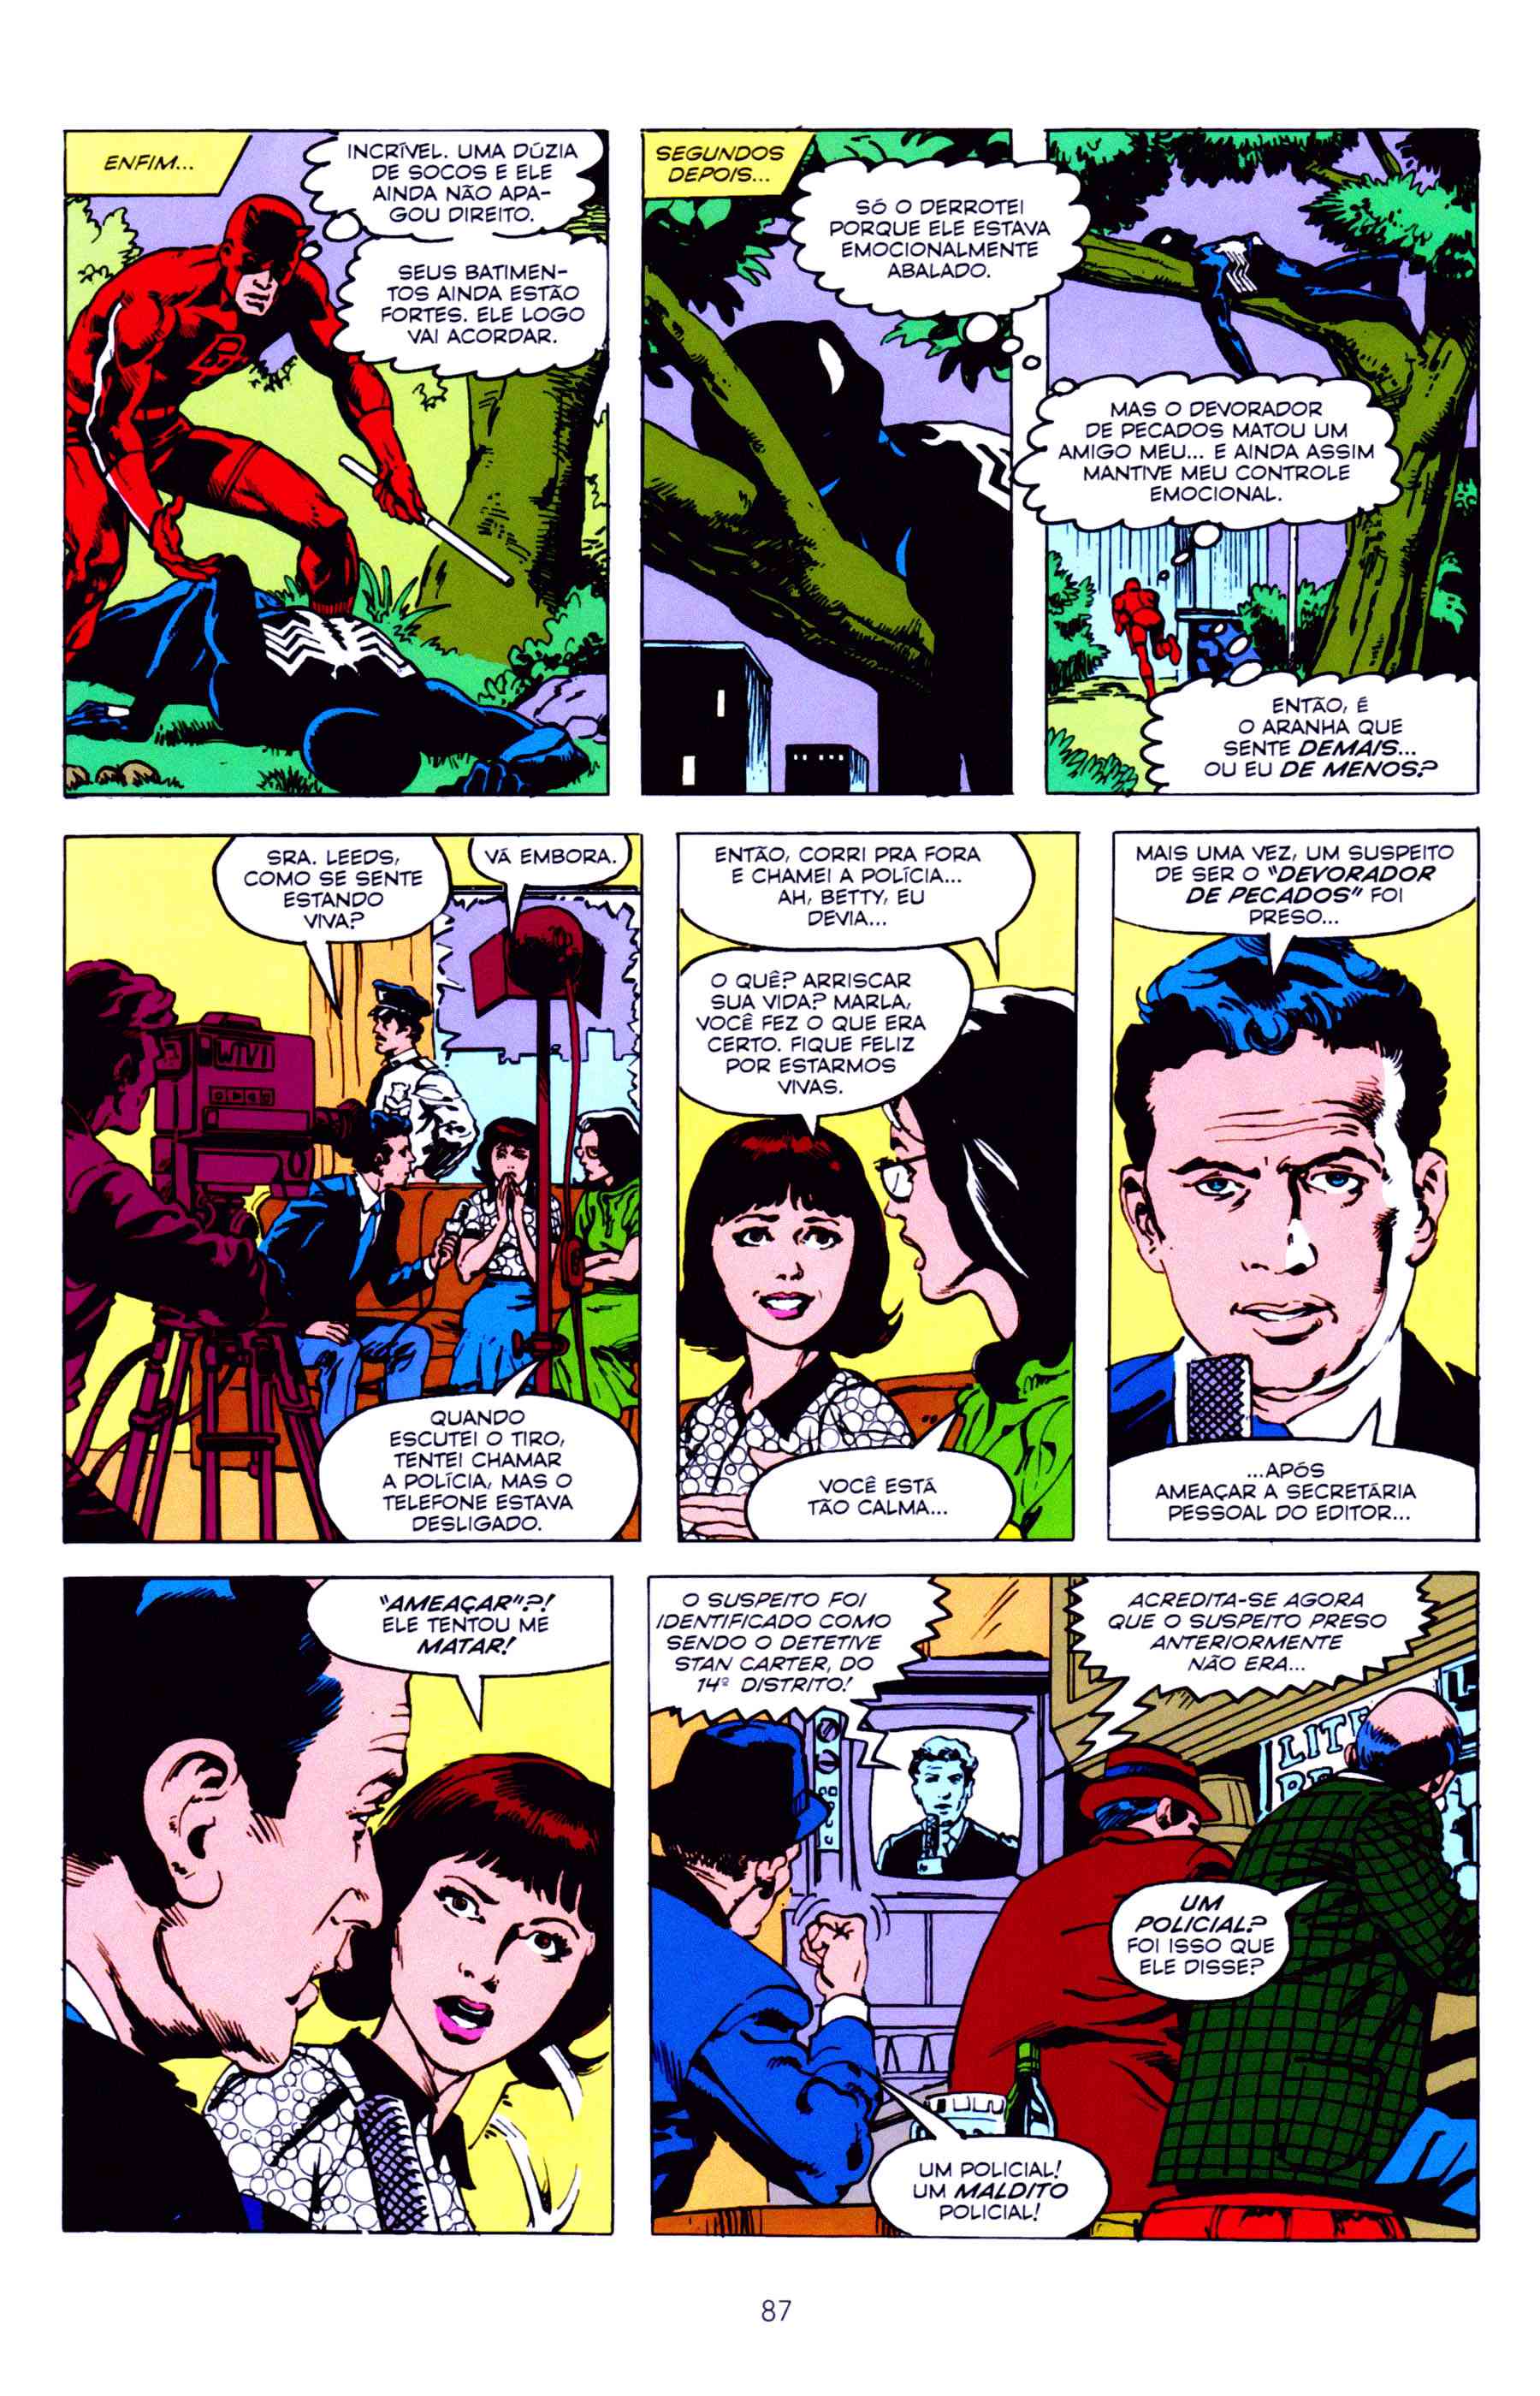 ENFIM...
INCRÍVEL. UMA DÚZIA
DE SOCOS E ELE
AINDA NÃO APA-
GOU DIREITO.
SEUS BATIMEN-
TOS AINDA ESTÃO
FORTES. ELE LOGO
VAI ACORDAR.
SEGUNDOS
DEPOIS...
SÓ O DERROTEI
PORQUE ELE ESTAVA
EMOCIONALMENTE
ABALADO.
MAS O DEVORADOR
DE PECADOS MATOU UM
AMIGO MEU... E AINDA ASSIM
MANTIVE MEU CONTROLE
EMOCIONAL.
ENTÃO, É
O ARANHA QUE
SENTE DEMAIS...
OU EU DE MENOS?
SRA. LEEDS,
COMO SE SENTE
ESTANDO
VIVA?
VÁ EMBORA.
WTVT
QUANDO
ESCUTEI O TIRO,
TENTEI CHAMAR
A POLÍCIA, MAS O
TELEFONE ESTAVA
DESLIGADO.
ENTÃO, CORRI PRA FORA
E CHAMEI A POLÍCIA...
AH, BETTY, EU
DEVIA...
O QUÊ? ARRISCAR
SUA VIDA? MARLA,
VOCÊ FEZ O QUE ERA
CERTO. FIQUE FELIZ
POR ESTARMOS
VIVAS.
VOCÊ ESTÁ
TÃO CALMA...
MAIS UMA VEZ, UM SUSPEITO
DE SER O "DEVORADOR
DE PECADOS" FOI
PRESO...
...APÓS
AMEAÇAR A SECRETÁRIA
PESSOAL DO EDITOR...
"AMEAÇAR"?!
ELE TENTOU ME
MATAR!
O SUSPEITO FOI
IDENTIFICADO COMO
SENDO O DETETIVE
STAN CARTER, DO
14º DISTRITO!
ACREDITA-SE AGORA
QUE O SUSPEITO PRESO
ANTERIORMENTE
NÃO ERA...
UM
POLICIAL?
FOI ISSO QUE
ELE DISSE?
UM POLICIAL!
UM MALDITO
POLICIAL!
87